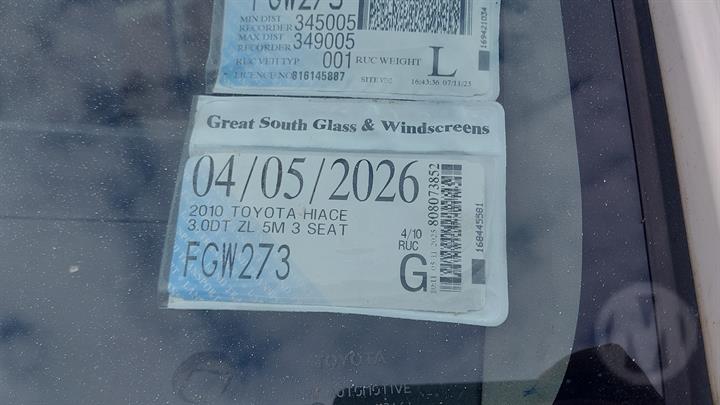 FGW273
MIN DIST RECORDER 345005
MAX DIST RECORDER 349005
RUC VEH TYP 001 RUC WEIGHT L
LICENCE NO 816145887
16:43:36 07/11/25
169421034
Great South Glass & Windscreens
04/05/2026
2010 TOYOTA HIACE
3.0DT ZL 5M 3 SEAT
4/10
RUC
FGW273
G
808073852
168445581
TOYOTA